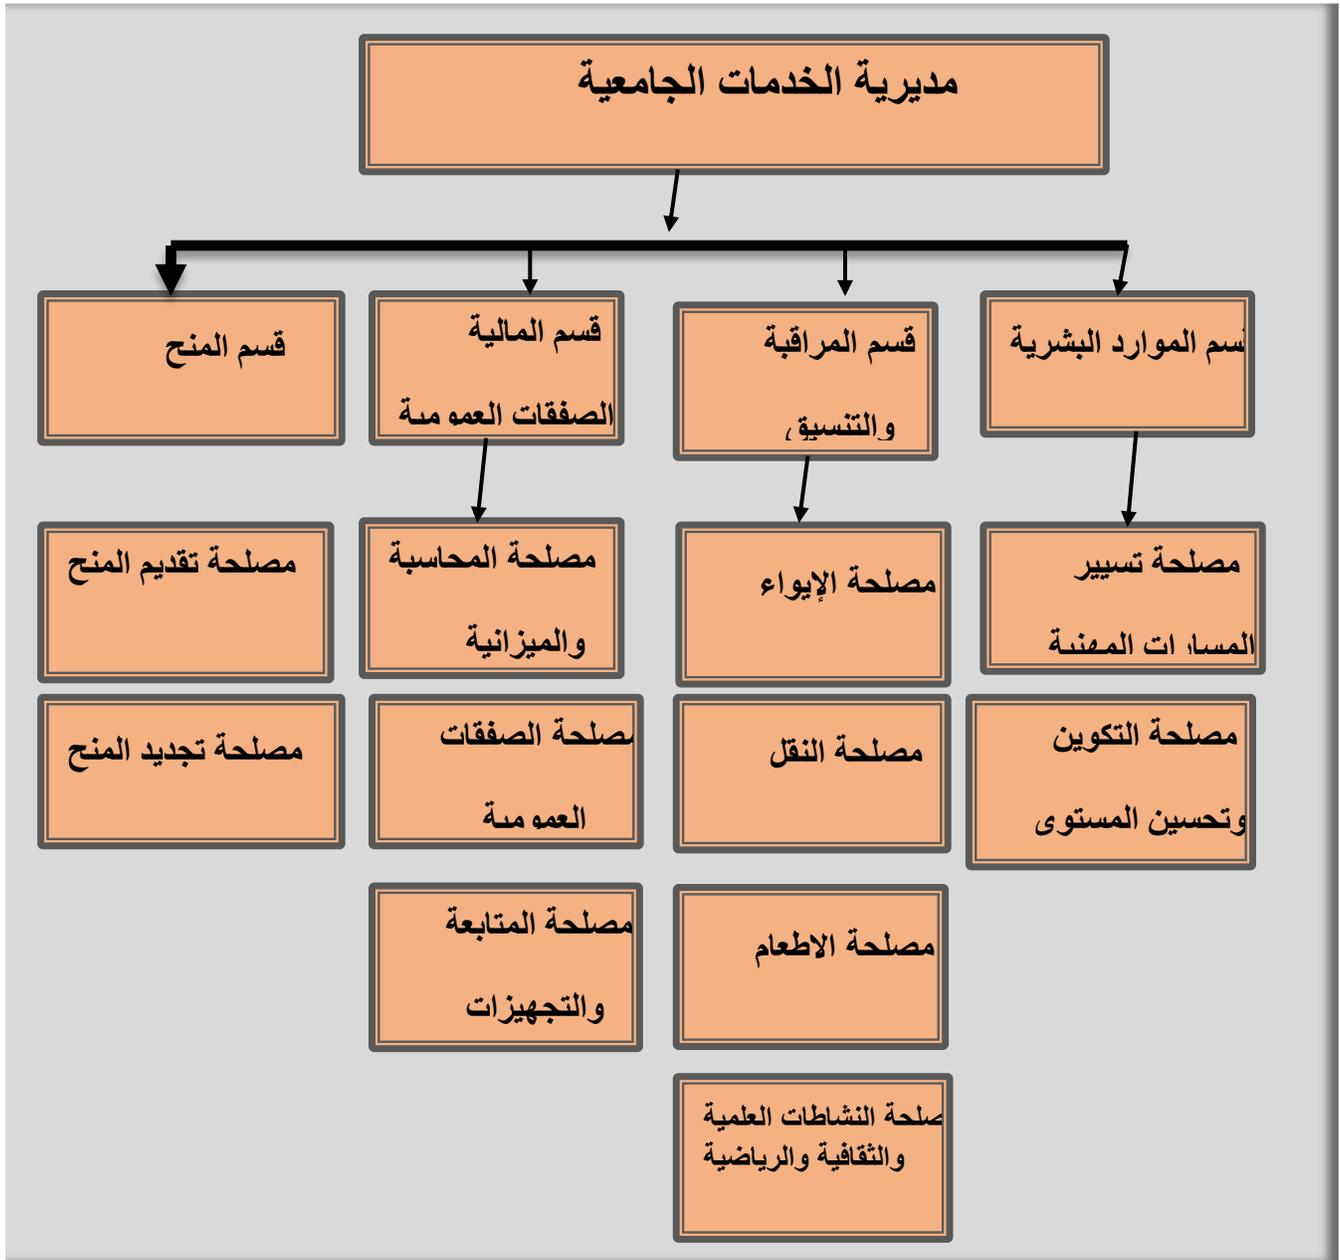 مديرية الخدمات الجامعية
قسم الموارد البشرية
قسم المراقبة
والتنسيق
قسم المالية
الصفقات العمومية
قسم المنح
مصلحة تسيير
المسارات المهنية
مصلحة الإيواء
مصلحة المحاسبة
والميزانية
مصلحة تقديم المنح
مصلحة التكوين
وتحسين المستوى
مصلحة النقل
مصلحة الصفقات
العمومية
مصلحة تجديد المنح
مصلحة الاطعام
مصلحة المتابعة
والتجهيزات
مصلحة النشاطات العلمية
والثقافية والرياضية